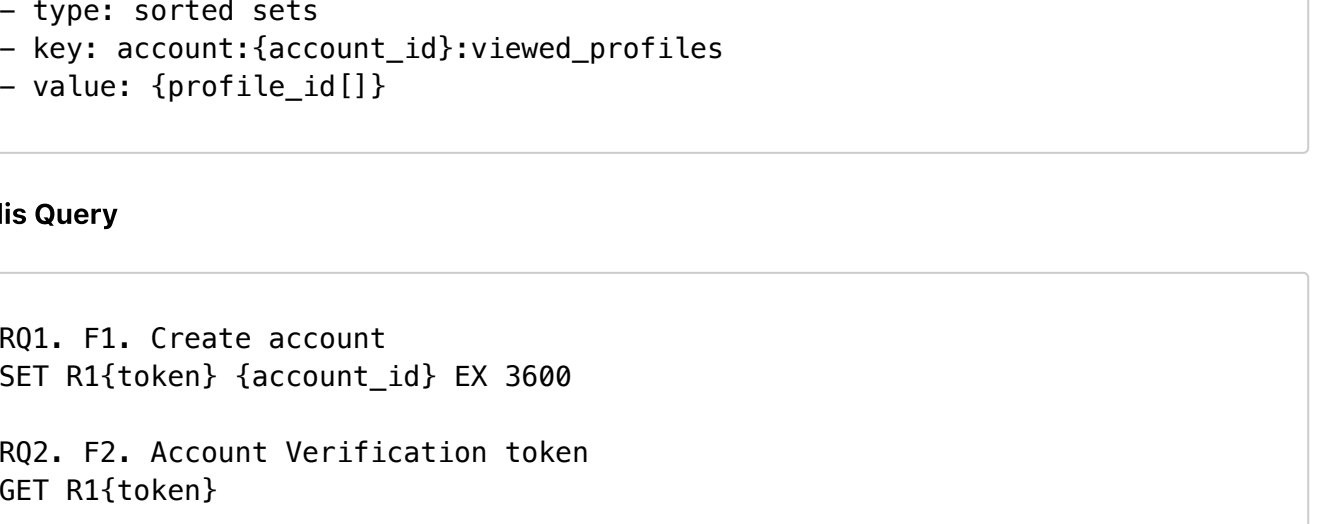 - type: sorted sets
- key: account:{account_id}:viewed_profiles
- value: {profile_id[]}
Query
RQ1. F1. Create account
SET R1{token} {account_id} EX 3600
RQ2. F2. Account Verification token
GET R1{token}